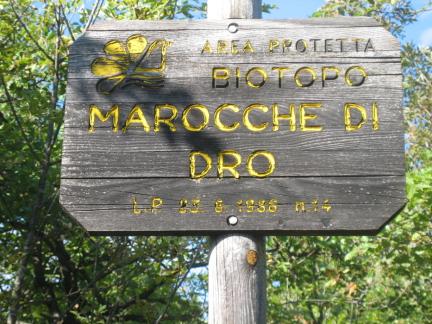 AREA PROTETTA
BIOTOPO
MAROCCHE DI
DRO
L.P. 23.6.1986 n.14